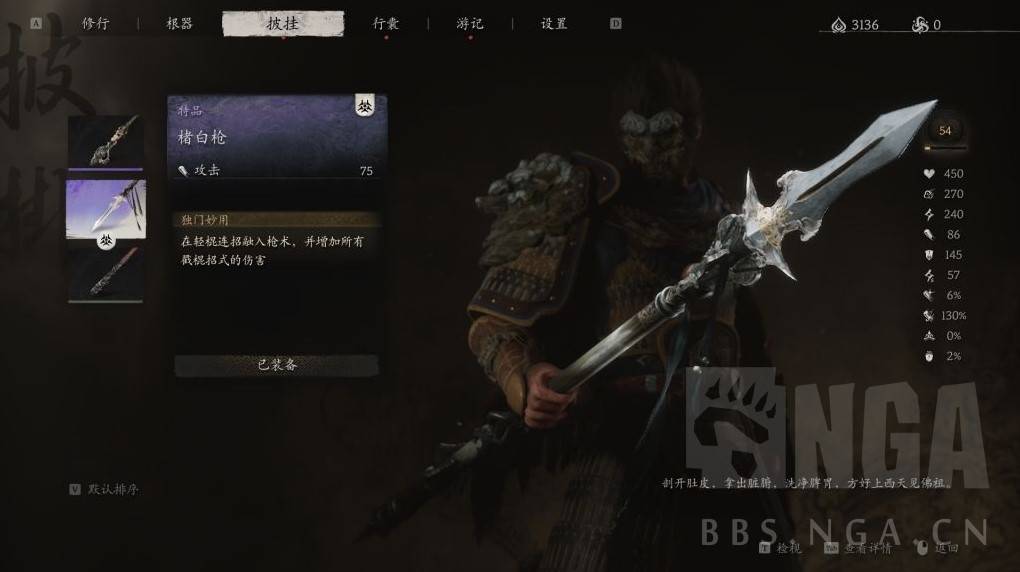 A 修行 根器 披挂 行囊 游记 设置 D
3136 0
披挂
特品
楮白枪
攻击 75
独门妙用
在轻棍连招融入枪术，并增加所有
戳棍招式的伤害
已装备
54
450
270
240
86
145
57
6%
130%
0%
2%
NGA
剖开肚皮，拿出脏腑，洗净脾胃，方好上西天见佛祖。
V 默认排序
BBS.NGA.CN
T 检视 Tab 查看详情 返回